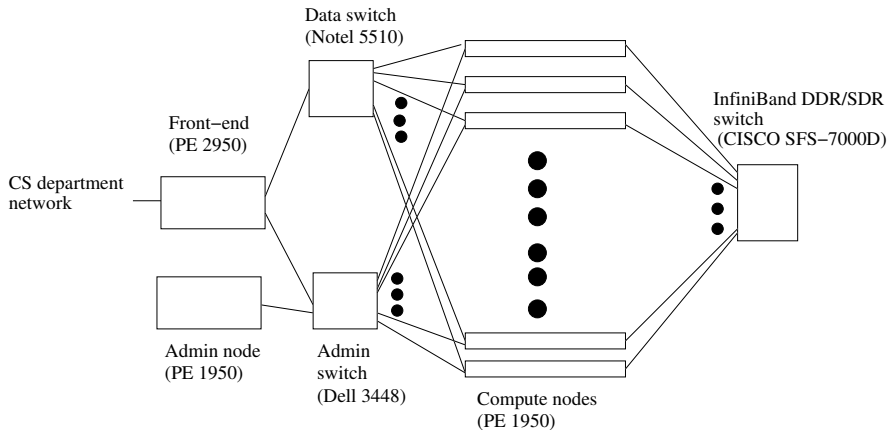 Data switch
(Notel 5510)
InfiniBand DDR/SDR
switch
(CISCO SFS−7000D)
Front−end
(PE 2950)
CS department
network
Admin node
(PE 1950)
Admin
switch
(Dell 3448)
Compute nodes
(PE 1950)